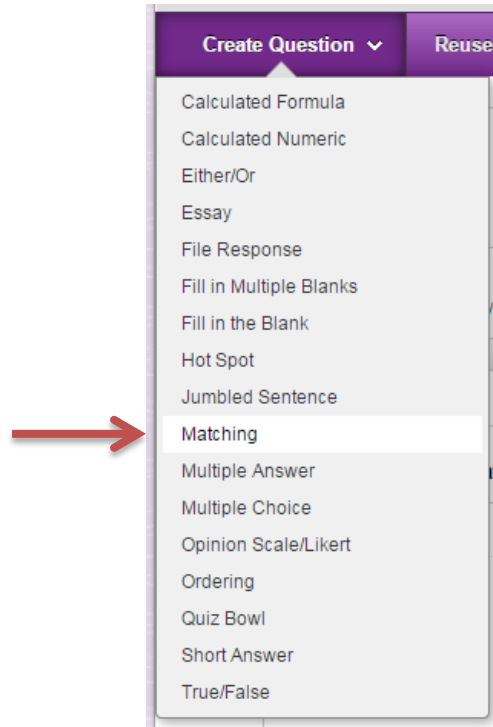 Create Question Reuse
Calculated Formula
Calculated Numeric
Either/Or
Essay
File Response
Fill in Multiple Blanks
Fill in the Blank
Hot Spot
Jumbled Sentence
Matching
Multiple Answer
Multiple Choice
Opinion Scale/Likert
Ordering
Quiz Bowl
Short Answer
True/False